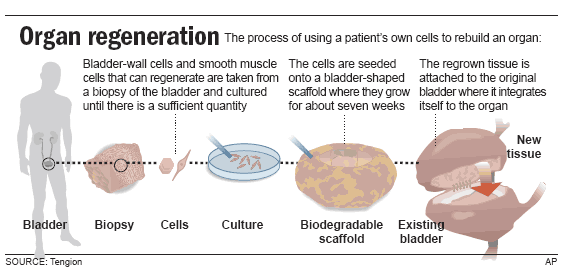 Organ regeneration The process of using a patient's own cells to rebuild an organ:
Bladder-wall cells and smooth muscle
cells that can regenerate are taken from
a biopsy of the bladder and cultured
until there is a sufficient quantity
The cells are seeded
onto a bladder-shaped
scaffold where they grow
for about seven weeks
The regrown tissue is
attached to the original
bladder where it integrates
itself to the organ
New
tissue
Bladder
Biopsy
Cells
Culture
Biodegradable
scaffold
Existing
bladder
SOURCE: Tengion
AP